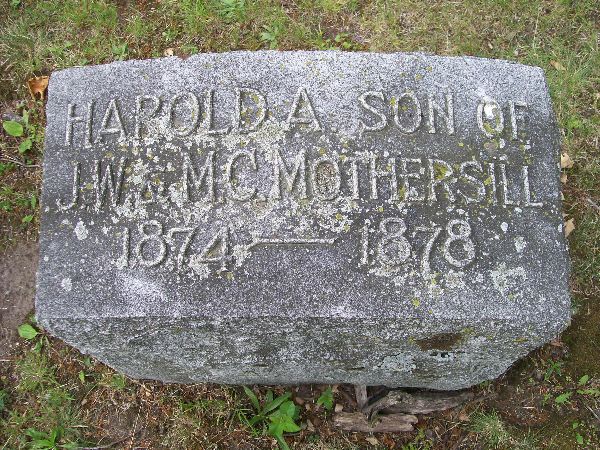 HAROLD A. SON OF
J.W. & M.C. MOTHERSILL
1874 — 1878